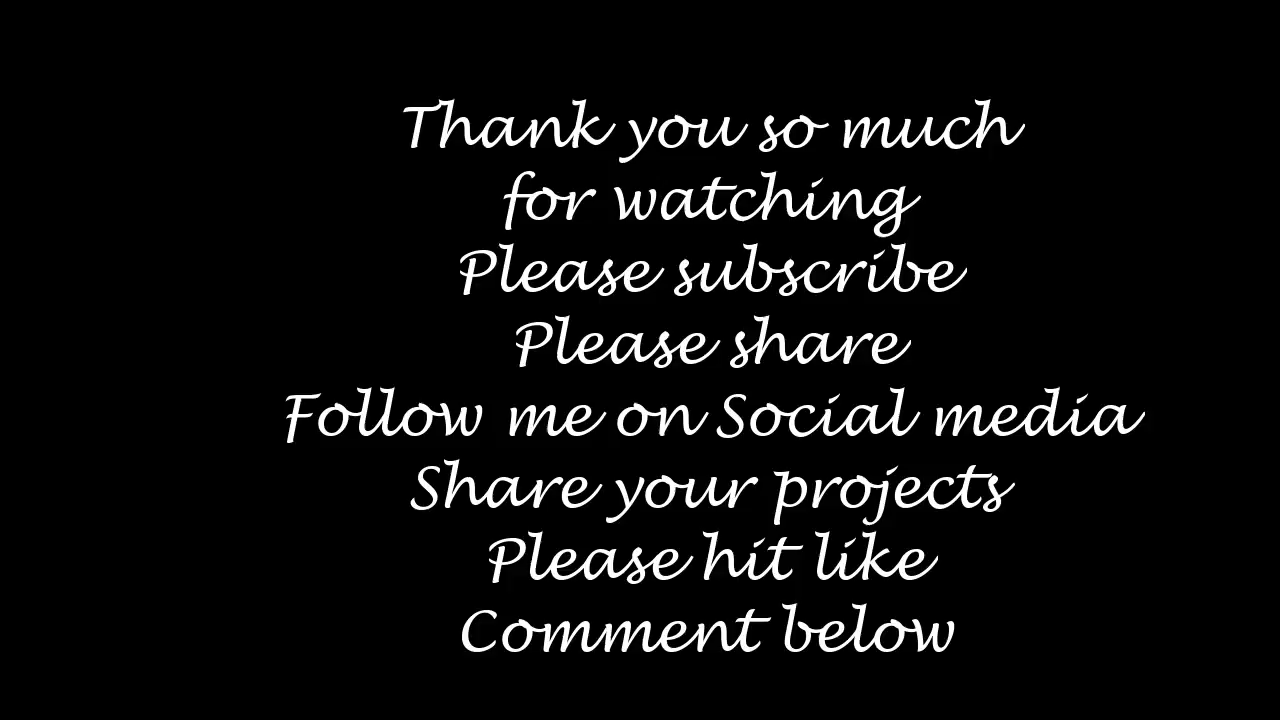 Thank you so much
for watching
Please subscribe
Please share
Follow me on Social media
Share your projects
Please hit like
Comment below